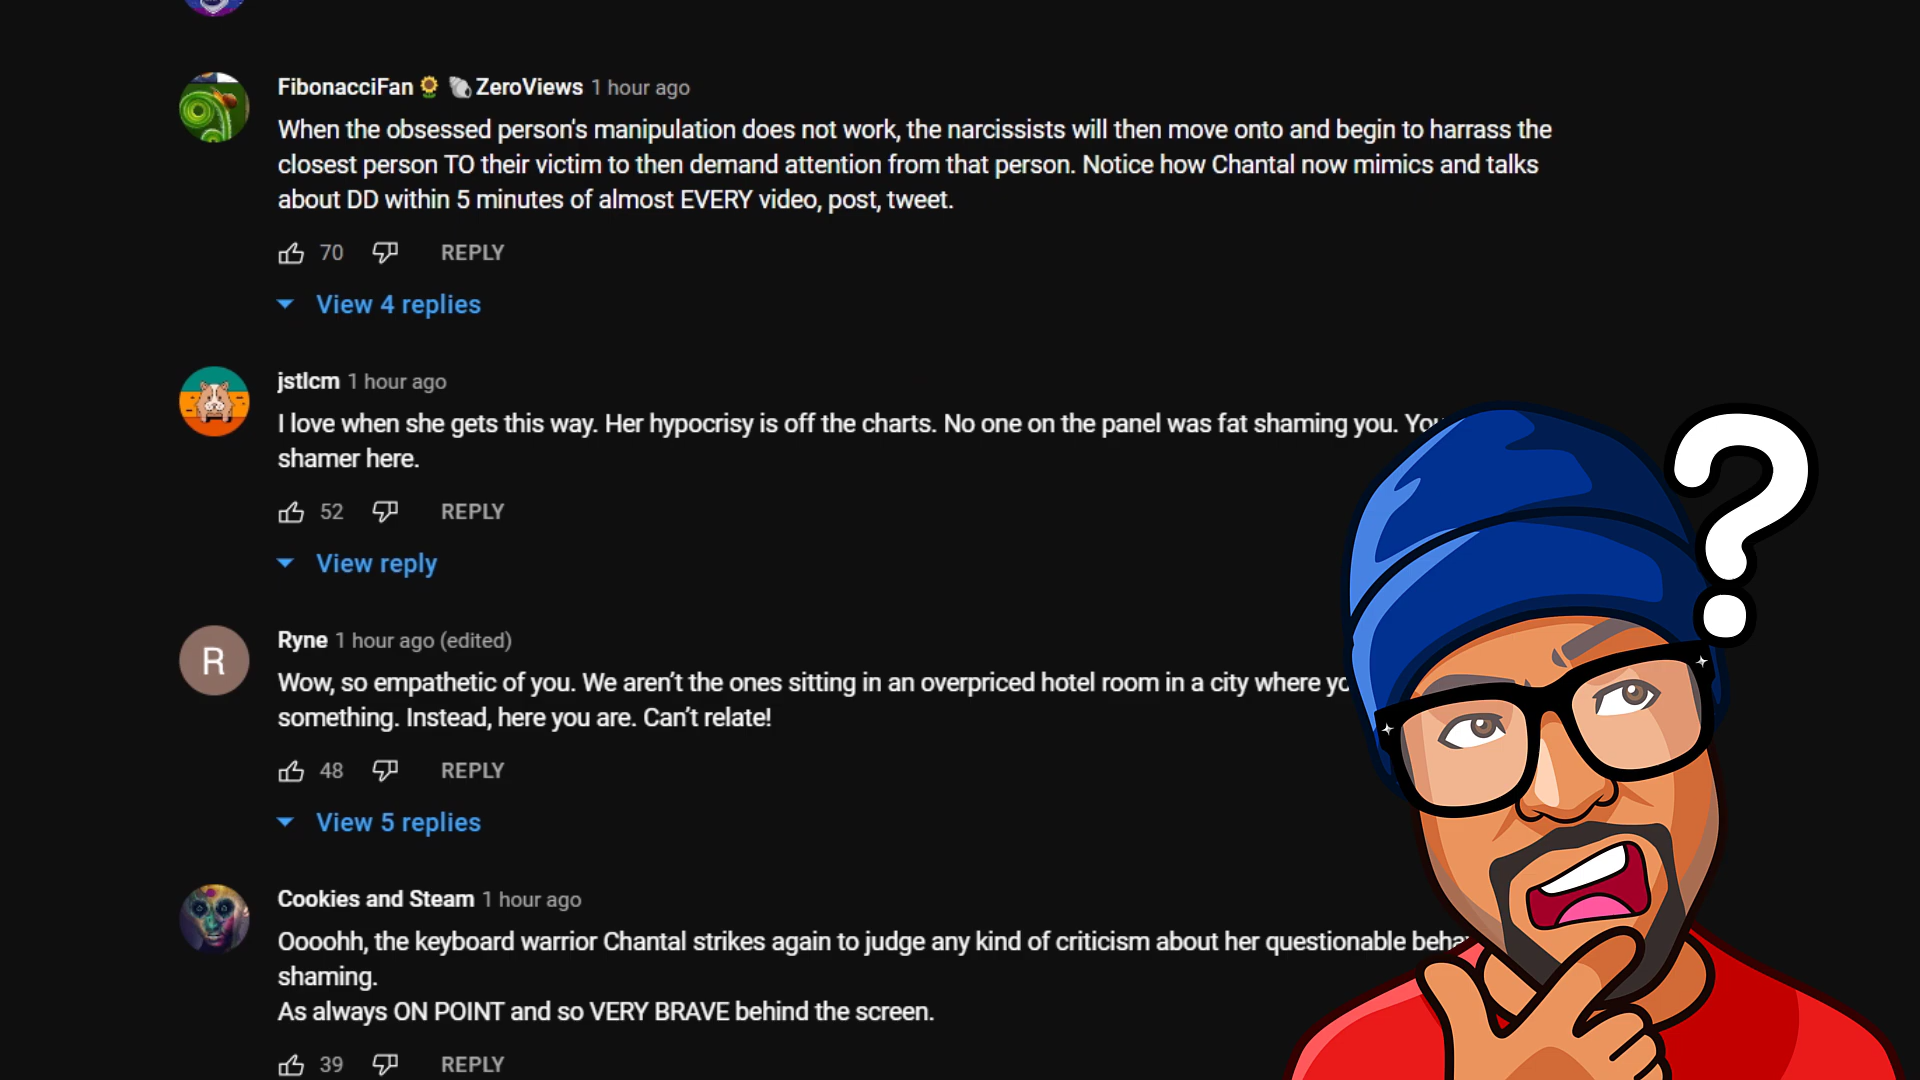 FibonacciFan🌻 🐚ZeroViews 1 hour ago
When the obsessed person's manipulation does not work, the narcissists will then move onto and begin to harrass the
closest person TO their victim to then demand attention from that person. Notice how Chantal now mimics and talks
about DD within 5 minutes of almost EVERY video, post, tweet.
70 REPLY
View 4 replies
jstlcm 1 hour ago
I love when she gets this way. Her hypocrisy is off the charts. No one on the panel was fat shaming you.
shamer here.
52 REPLY
View reply
R
Ryne 1 hour ago (edited)
Wow, so empathetic of you. We aren't the ones sitting in an overpriced hotel room in a city where
something. Instead, here you are. Can't relate!
48 REPLY
View 5 replies
Cookies and Steam 1 hour ago
Oooohh, the keyboard warrior Chantal strikes again to judge any kind of criticism about her questionable
shaming.
As always ON POINT and so VERY BRAVE behind the screen.
39 REPLY
?